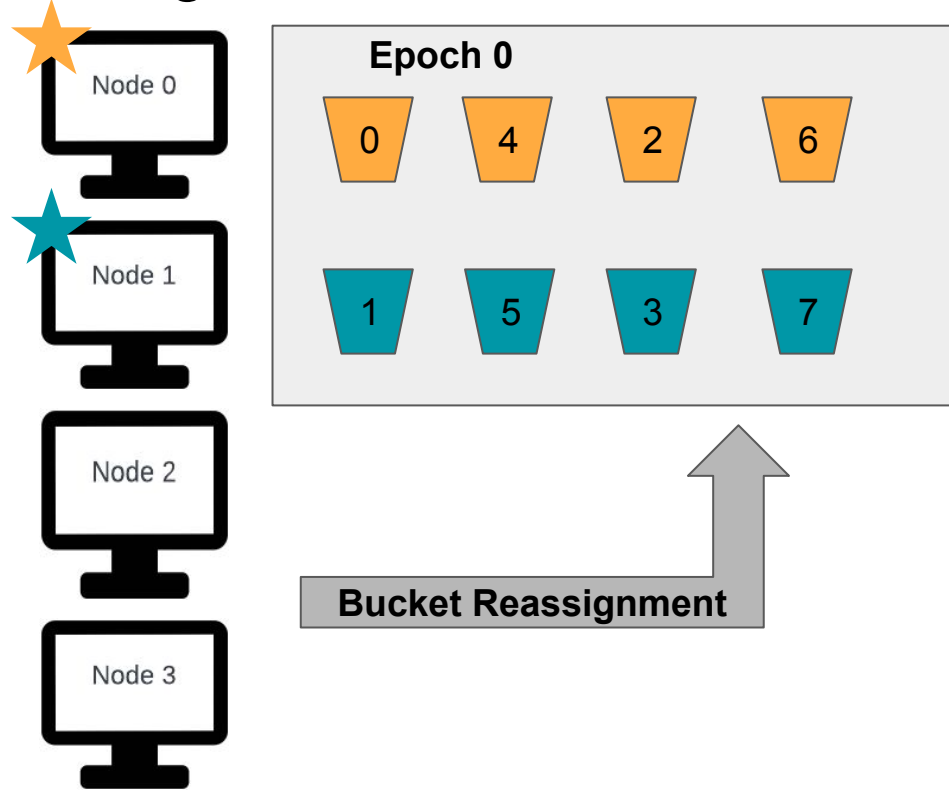 Node 0
Node 1
Node 2
Node 3
Epoch 0
0 4 2 6
1 5 3 7
Bucket Reassignment